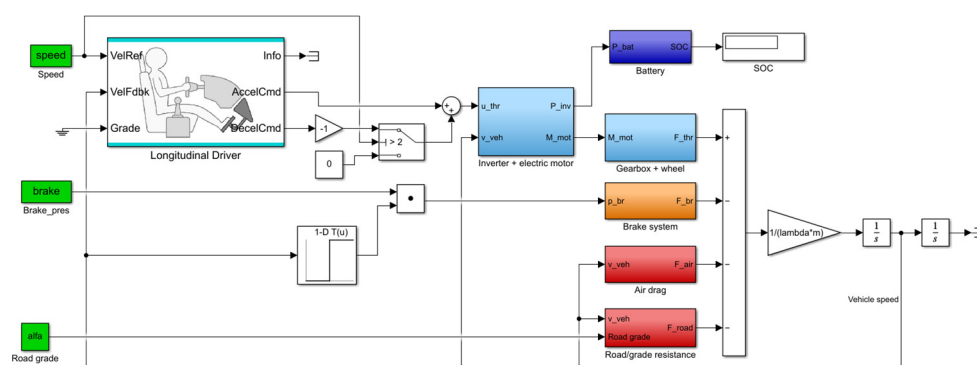 speed
Speed
VelRef
VelFdbk
Grade
Info
AccelCmd
DecelCmd
Longitudinal Driver
-1
0
> 2
+
+
u_thr
v_veh
P_inv
M_mot
Inverter + electric motor
P_bat
SOC
Battery
SOC
M_mot
F_thr
Gearbox + wheel
brake
Brake_pres
p_br
F_br
Brake system
1-D T(u)
v_veh
F_air
Air drag
alfa
Road grade
v_veh
Road grade
F_road
Road/grade resistance
+
−
−
−
1/(lambda*m)
1
s
1
s
Vehicle speed